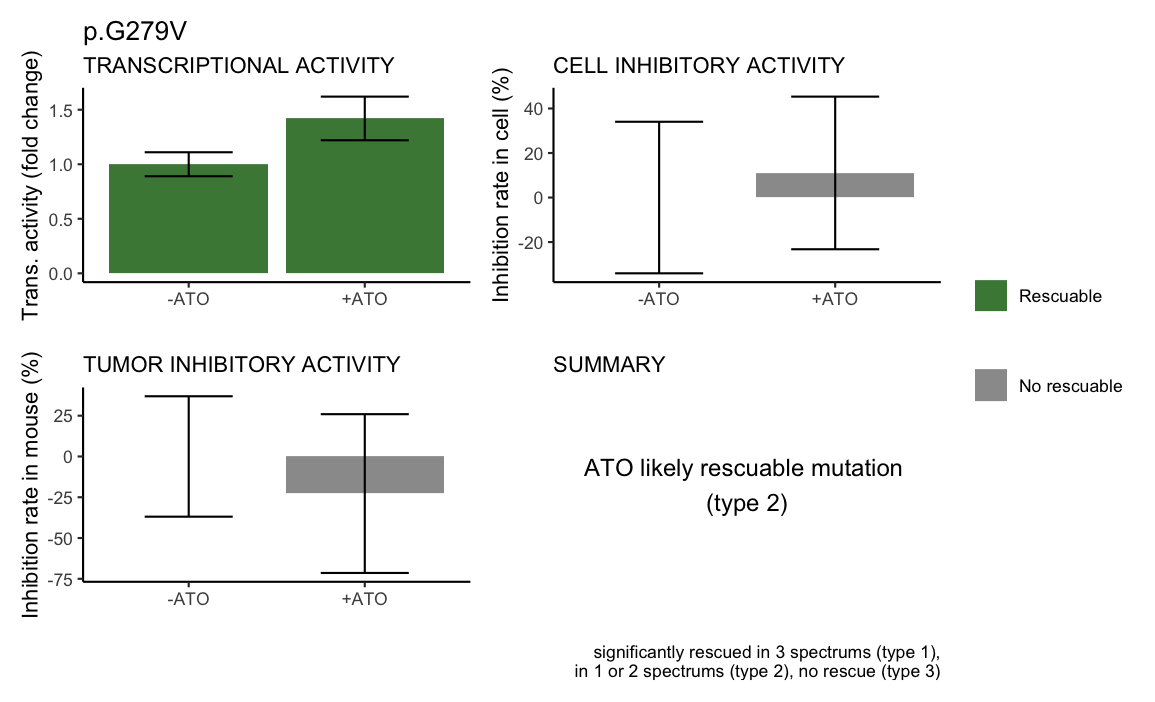 p.G279V
TRANSCRIPTIONAL ACTIVITY
Trans. activity (fold change)
1.5
1.0
0.5
0.0
-ATO +ATO
CELL INHIBITORY ACTIVITY
Inhibition rate in cell (%)
40
20
0
-20
-ATO +ATO
Rescuable
No rescuable
TUMOR INHIBITORY ACTIVITY
Inhibition rate in mouse (%)
25
0
-25
-50
-75
-ATO +ATO
SUMMARY
ATO likely rescuable mutation
(type 2)
significantly rescued in 3 spectrums (type 1),
in 1 or 2 spectrums (type 2), no rescue (type 3)